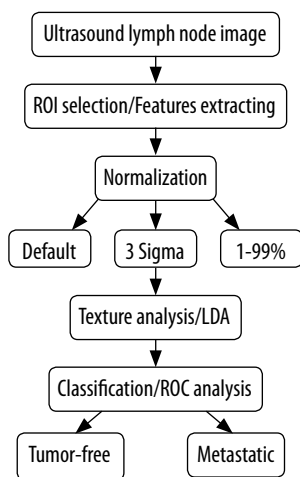 Ultrasound lymph node image
ROI selection/Features extracting
Normalization
Default
3 Sigma
1-99%
Texture analysis/LDA
Classification/ROC analysis
Tumor-free
Metastatic